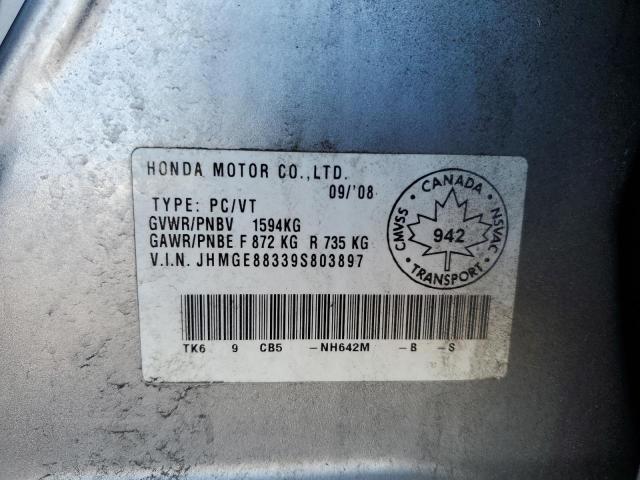 HONDA MOTOR CO.,LTD.
09/'08
TYPE: PC/VT
GVWR/PNBV 1594KG
GAWR/PNBE F 872 KG R 735 KG
V.I.N. JHMGE88339S803897
CANADA
CMVSS
NSVAC
942
TRANSPORT
TK6 9 CB5 -NH642M -B -S